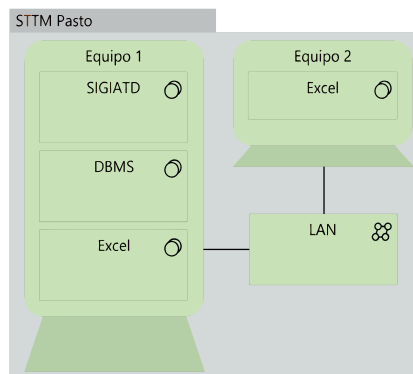 STTM Pasto
Equipo 1
SIGIATD
DBMS
Excel
Equipo 2
Excel
LAN